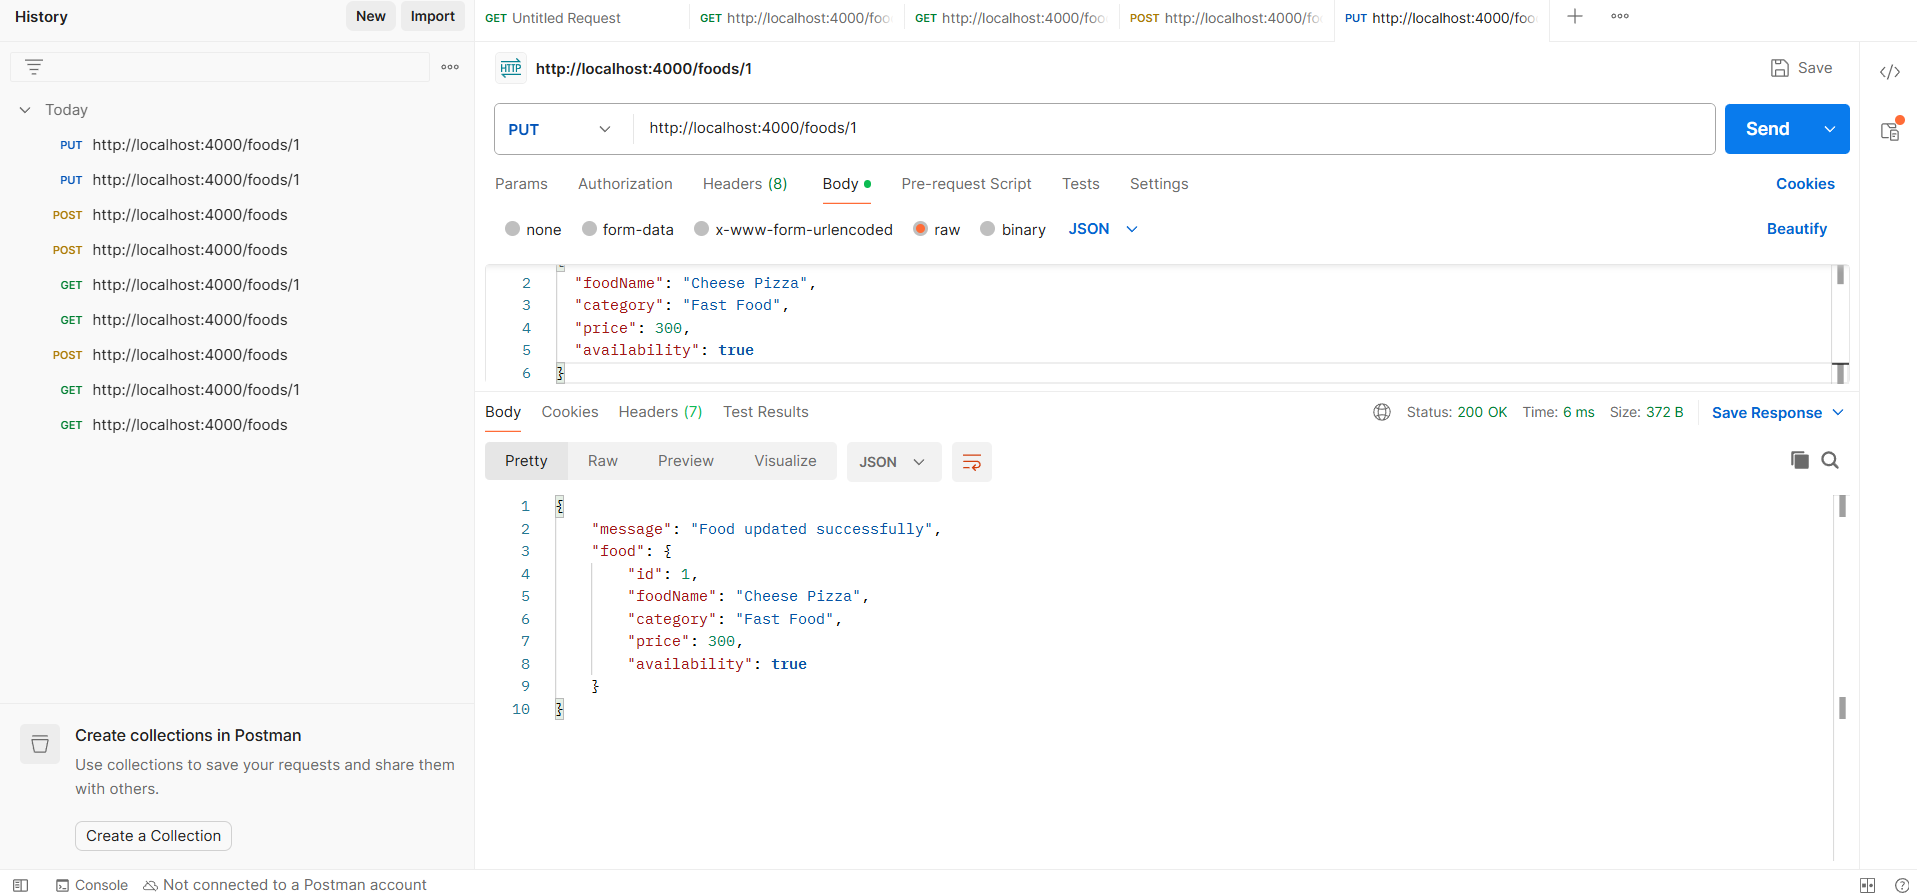 History
New
Import
GET Untitled Request
GET http://localhost:4000/foo
GET http://localhost:4000/foo
POST http://localhost:4000/fo
PUT http://localhost:4000/foo
Today
PUT http://localhost:4000/foods/1
PUT http://localhost:4000/foods/1
POST http://localhost:4000/foods
POST http://localhost:4000/foods
GET http://localhost:4000/foods/1
GET http://localhost:4000/foods
POST http://localhost:4000/foods
GET http://localhost:4000/foods/1
GET http://localhost:4000/foods
Create collections in Postman
Use collections to save your requests and share them
with others.
Create a Collection
HTTP http://localhost:4000/foods/1
Save
PUT http://localhost:4000/foods/1
Send
Params Authorization Headers (8) Body Pre-request Script Tests Settings
Cookies
none form-data x-www-form-urlencoded raw binary JSON
Beautify
2 "foodName": "Cheese Pizza",
3 "category": "Fast Food",
4 "price": 300,
5 "availability": true
6 }
Body Cookies Headers (7) Test Results
Status: 200 OK Time: 6 ms Size: 372 B Save Response
Pretty Raw Preview Visualize JSON
1 {
2 "message": "Food updated successfully",
3 "food": {
4 "id": 1,
5 "foodName": "Cheese Pizza",
6 "category": "Fast Food",
7 "price": 300,
8 "availability": true
9 }
10 }
Console Not connected to a Postman account